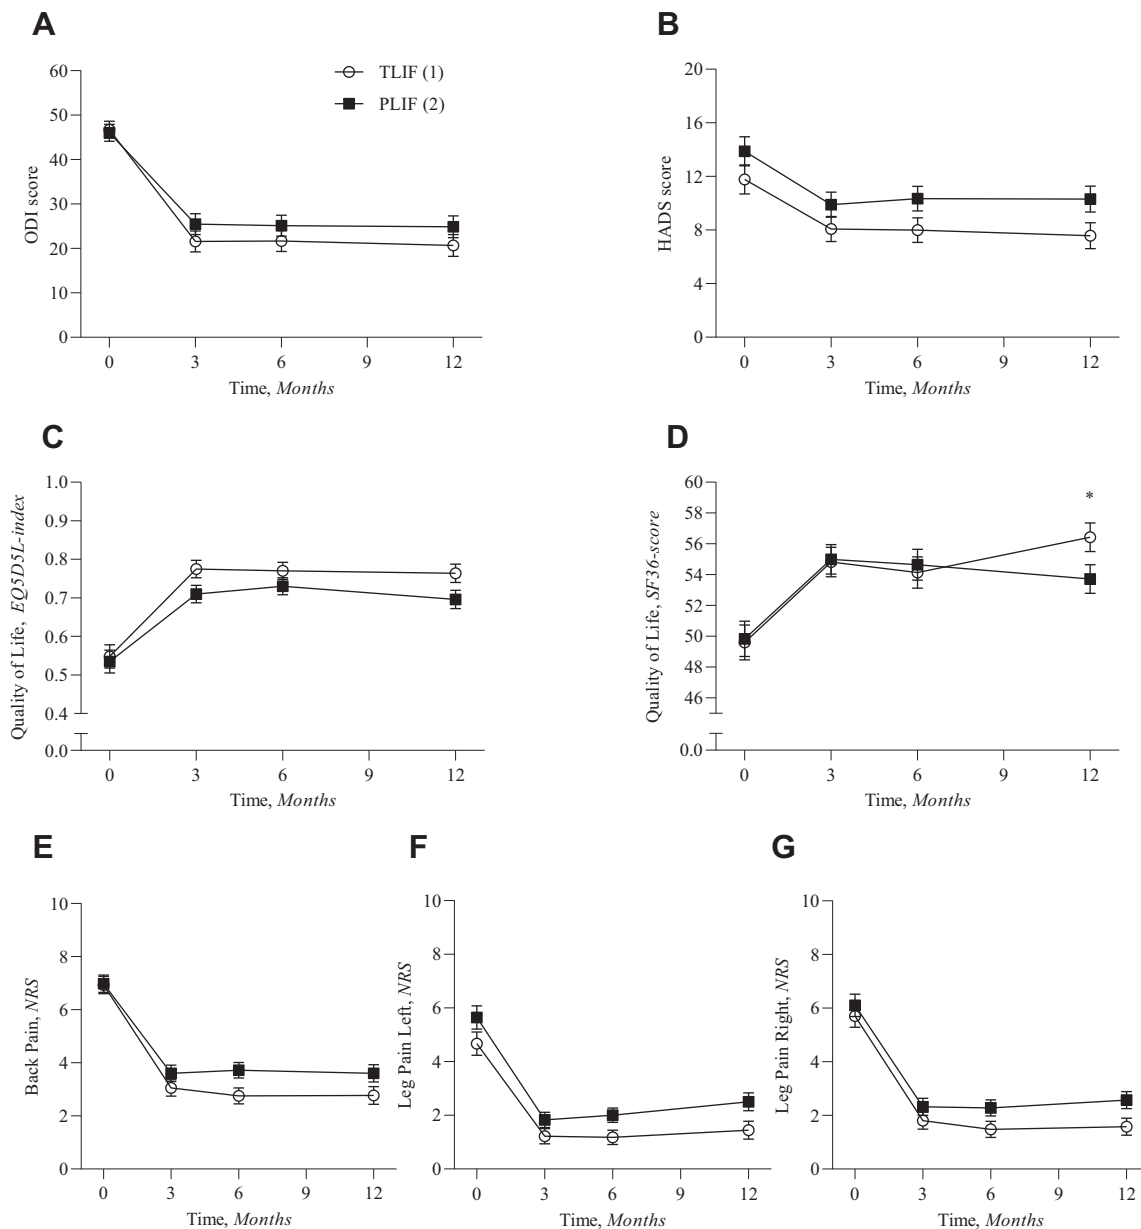 A
B
TLIF (1)
PLIF (2)
60
50
40
30
20
10
0
ODI score
0 3 6 9 12
Time, Months
20
16
12
8
4
0
HADS score
0 3 6 9 12
Time, Months
C
D
1.0
0.9
0.8
0.7
0.6
0.5
0.4
0.0
Quality of Life, EQ5D5L-index
0 3 6 9 12
Time, Months
60
58
56
54
52
50
48
46
0.0
Quality of Life, SF36-score
*
0 3 6 9 12
Time, Months
E
F
G
10
8
6
4
2
0
Back Pain, NRS
0 3 6 9 12
Time, Months
10
8
6
4
2
0
Leg Pain Left, NRS
0 3 6 9 12
Time, Months
10
8
6
4
2
0
Leg Pain Right, NRS
0 3 6 9 12
Time, Months